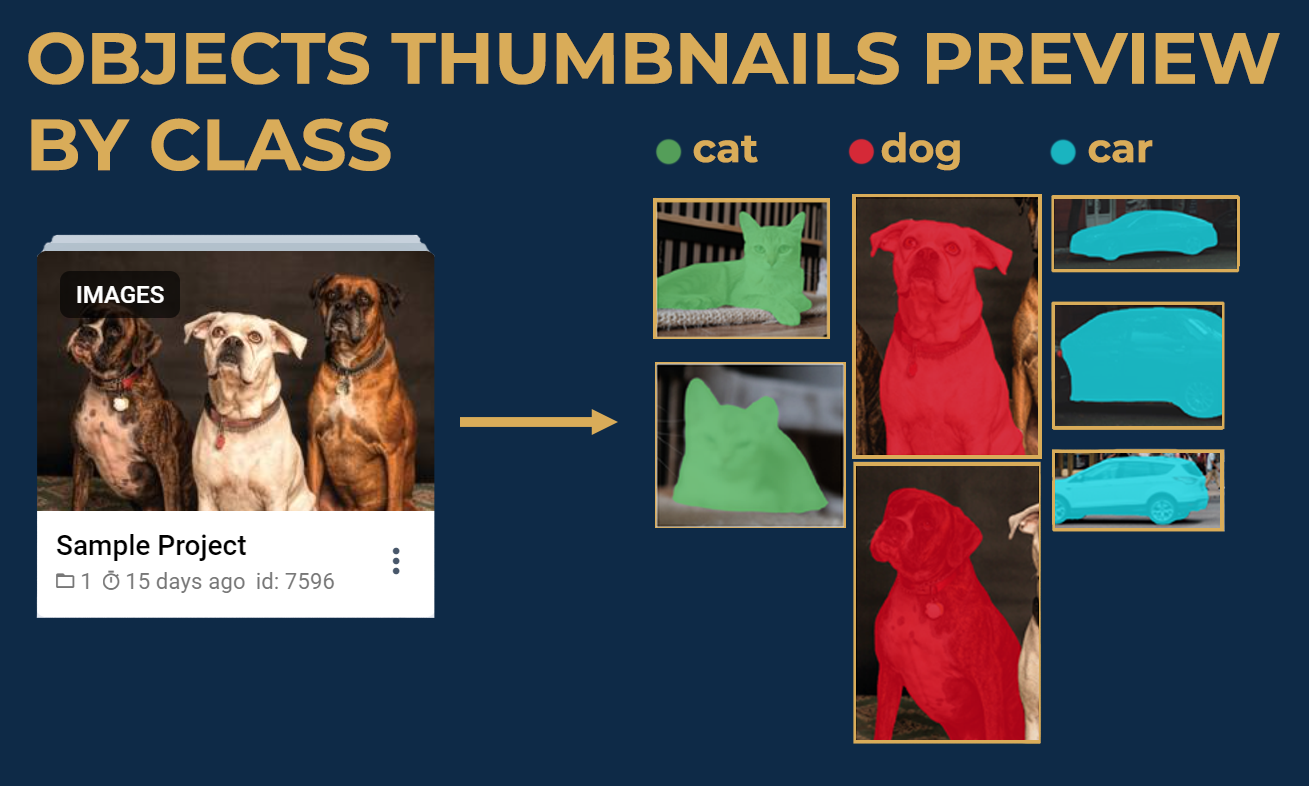 OBJECTS THUMBNAILS PREVIEW
BY CLASS
cat
dog
car
IMAGES
Sample Project
1 15 days ago id: 7596